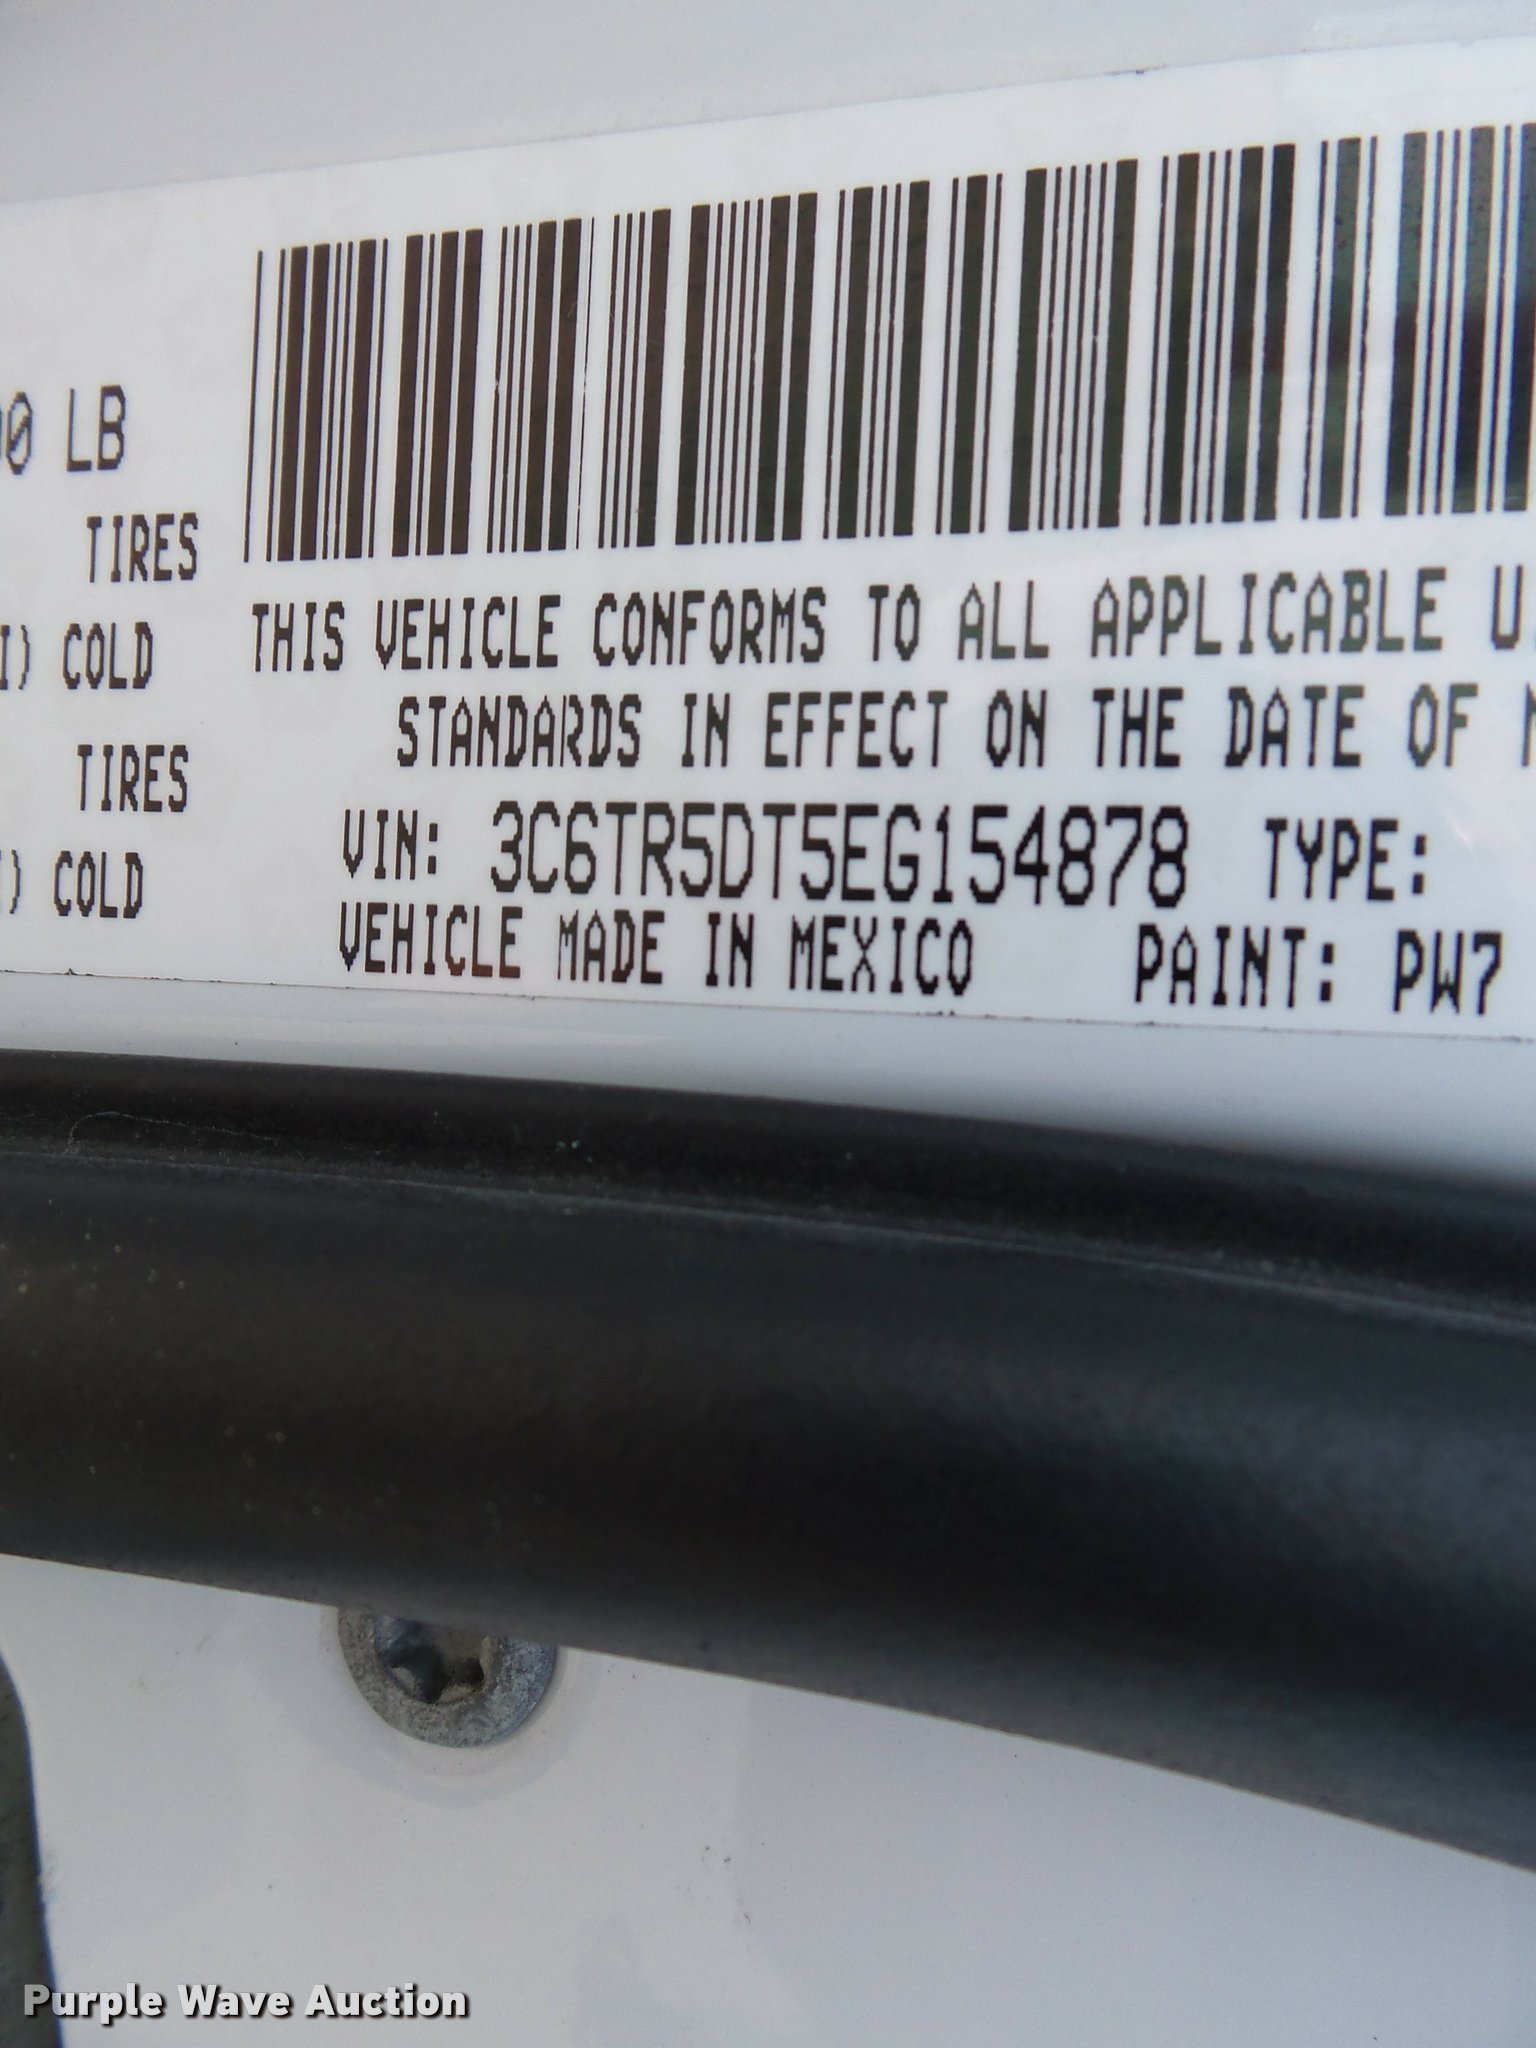 00 LB
TIRES
I) COLD
TIRES
) COLD
THIS VEHICLE CONFORMS TO ALL APPLICABLE U
STANDARDS IN EFFECT ON THE DATE OF
VIN: 3C6TR5DT5EG154878 TYPE:
VEHICLE MADE IN MEXICO PAINT: PW7
Purple Wave Auction